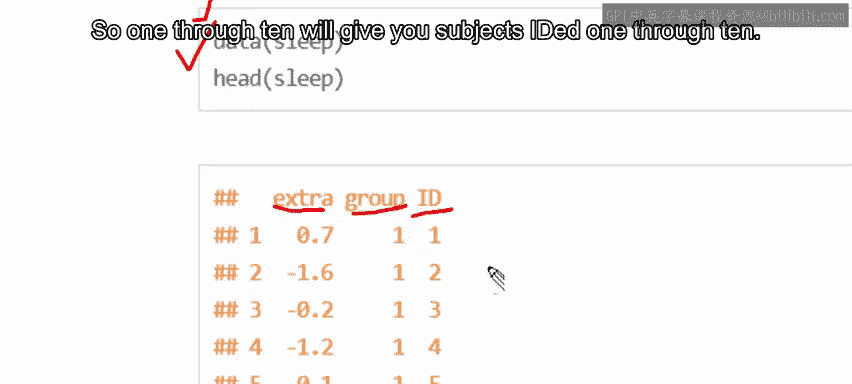 So one through ten will give you subjects IDed one through ten.
data(sleep)
head(sleep)
## extra group ID
## 1 0.7 1 1
## 2 -1.6 1 2
## 3 -0.2 1 3
## 4 -1.2 1 4